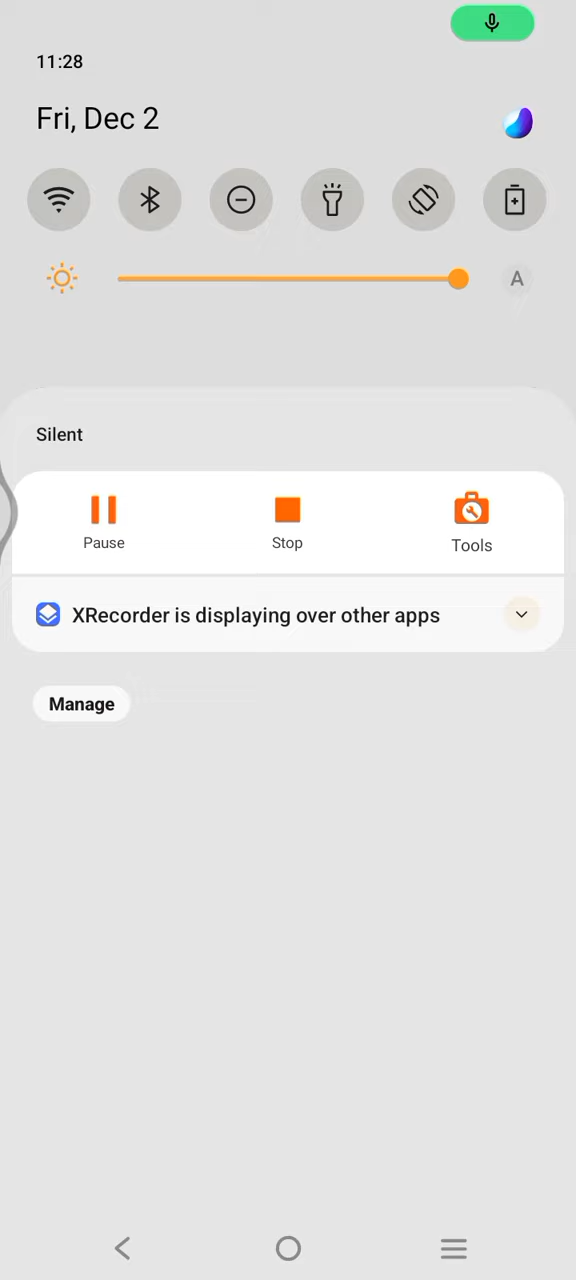 11:28
Fri, Dec 2
A
Silent
Pause
Stop
Tools
XRecorder is displaying over other apps
Manage